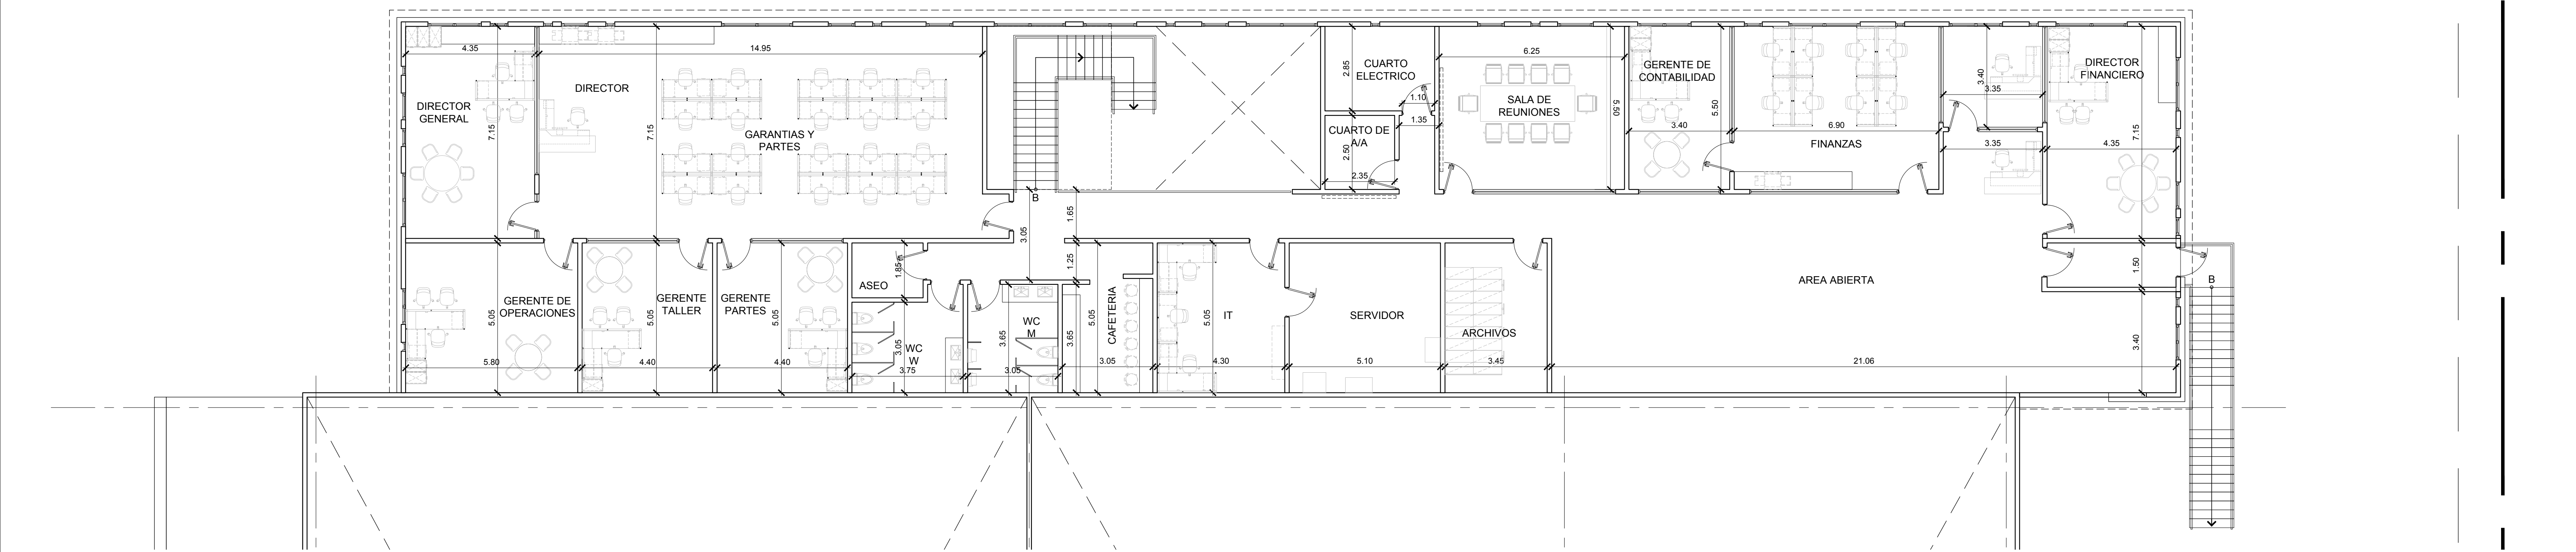 4.35
14.95
DIRECTOR
GENERAL
7.15
DIRECTOR
7.15
GARANTIAS Y
PARTES
CUARTO
ELECTRICO
2.85
1.10
1.35
CUARTO DE
A/A
2.50
2.35
6.25
SALA DE
REUNIONES
5.50
GERENTE DE
CONTABILIDAD
5.50
3.40
6.90
FINANZAS
3.40
3.35
3.35
DIRECTOR
FINANCIERO
7.15
4.35
B
1.65
3.05
1.25
GERENTE DE
OPERACIONES
5.05
5.80
GERENTE
TALLER
5.05
4.40
GERENTE
PARTES
5.05
4.40
ASEO
1.85
WC
W
3.05
3.75
WC
M
3.65
3.05
3.65
5.05
CAFETERIA
3.05
IT
5.05
4.30
SERVIDOR
5.10
ARCHIVOS
3.45
AREA ABIERTA
21.06
1.50
3.40
B